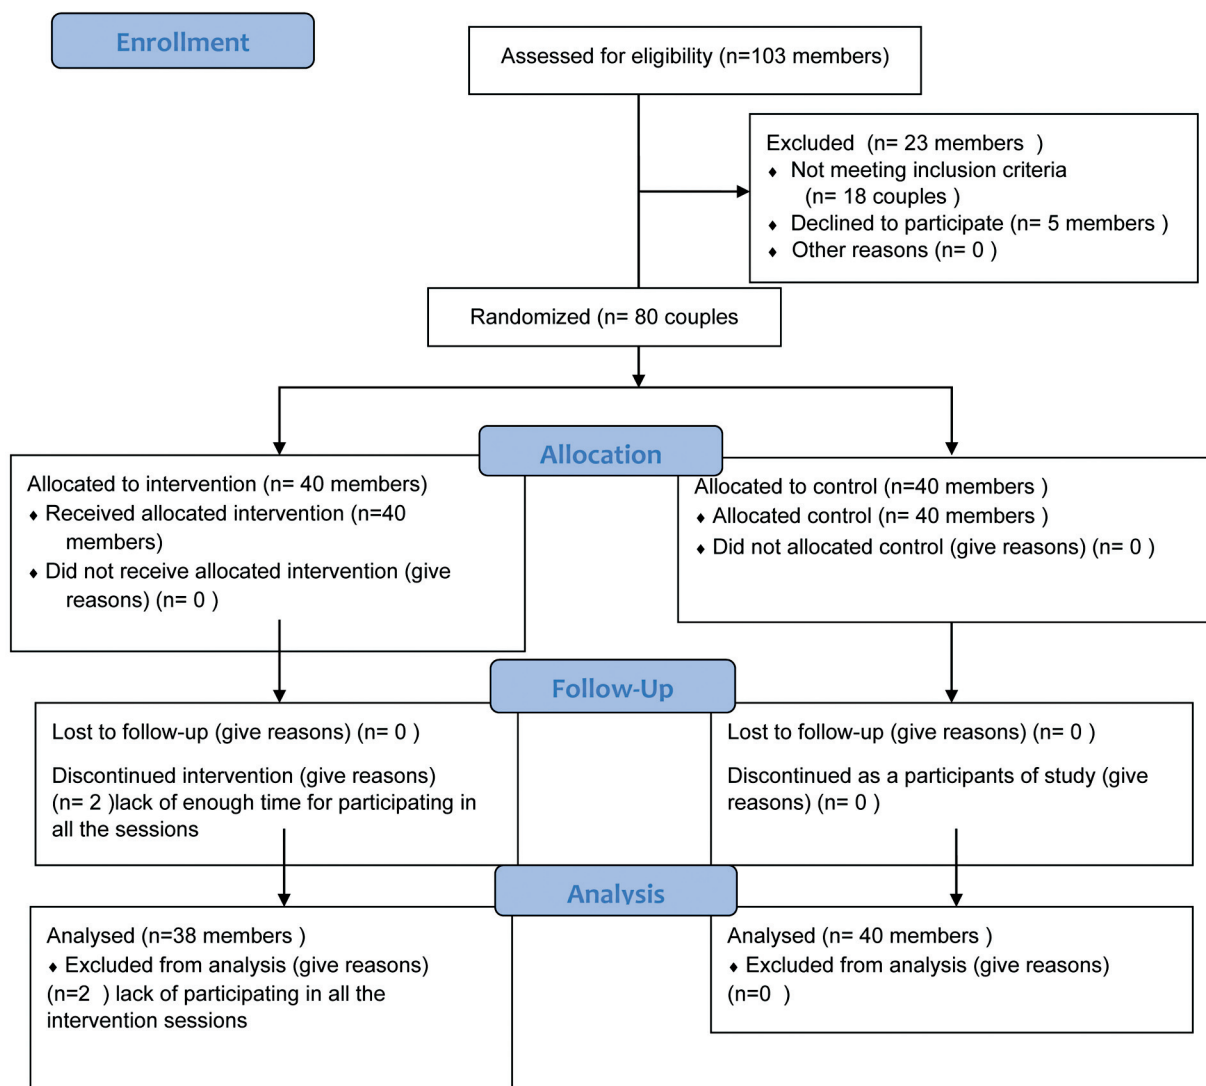 Enrollment
Assessed for eligibility (n=103 members)
Excluded (n= 23 members )
♦ Not meeting inclusion criteria
(n= 18 couples )
♦ Declined to participate (n= 5 members )
♦ Other reasons (n= 0 )
Randomized (n= 80 couples
Allocation
Allocated to intervention (n= 40 members)
♦ Received allocated intervention (n=40
members)
♦ Did not receive allocated intervention (give
reasons) (n= 0 )
Allocated to control (n=40 members )
♦ Allocated control (n= 40 members )
♦ Did not allocated control (give reasons) (n= 0 )
Follow-Up
Lost to follow-up (give reasons) (n= 0 )
Discontinued intervention (give reasons)
(n= 2 )lack of enough time for participating in
all the sessions
Lost to follow-up (give reasons) (n= 0 )
Discontinued as a participants of study (give
reasons) (n= 0 )
Analysis
Analysed (n=38 members )
♦ Excluded from analysis (give reasons)
(n=2 ) lack of participating in all the
intervention sessions
Analysed (n= 40 members )
♦ Excluded from analysis (give reasons)
(n=0 )